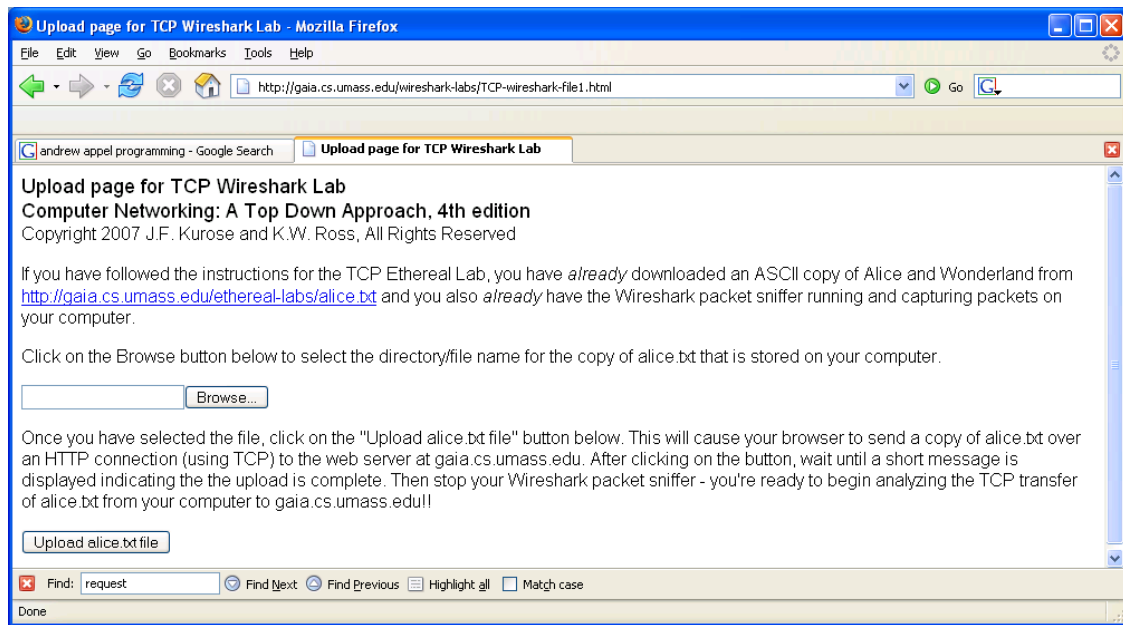 Upload page for TCP Wireshark Lab - Mozilla Firefox
File Edit View Go Bookmarks Tools Help
http://gaia.cs.umass.edu/wireshark-labs/TCP-wireshark-file1.html Go G
G andrew appel programming - Google Search Upload page for TCP Wireshark Lab
Upload page for TCP Wireshark Lab
Computer Networking: A Top Down Approach, 4th edition
Copyright 2007 J.F. Kurose and K.W. Ross, All Rights Reserved
If you have followed the instructions for the TCP Ethereal Lab, you have already downloaded an ASCII copy of Alice and Wonderland from
http://gaia.cs.umass.edu/ethereal-labs/alice.txt and you also already have the Wireshark packet sniffer running and capturing packets on
your computer.
Click on the Browse button below to select the directory/file name for the copy of alice.txt that is stored on your computer.
Browse...
Once you have selected the file, click on the "Upload alice.txt file" button below. This will cause your browser to send a copy of alice.txt over
an HTTP connection (using TCP) to the web server at gaia.cs.umass.edu. After clicking on the button, wait until a short message is
displayed indicating the the upload is complete. Then stop your Wireshark packet sniffer - you're ready to begin analyzing the TCP transfer
of alice.txt from your computer to gaia.cs.umass.edu!!
Upload alice.txt file
Find: request Find Next Find Previous Highlight all Match case
Done